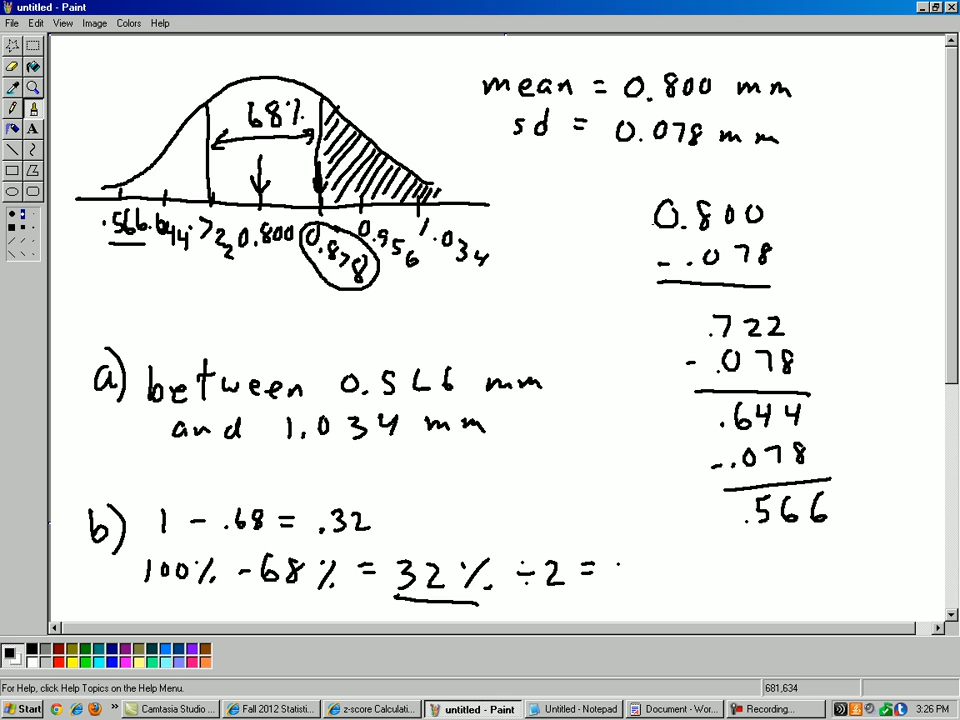 untitled - Paint
File Edit View Image Colors Help
68%
mean = 0.800 mm
sd = 0.078 mm
.566 .644 .722 0.800 0.878 0.956 1.034
0.800
- .078
.722
- .078
.644
- .078
.566
a) between 0.566 mm
and 1.034 mm
b) 1 - .68 = .32
100% - 68% = 32% ÷ 2 =
For Help, click Help Topics on the Help Menu.
681,634
Start
Camtasia Studio ...
Fall 2012 Statisti...
z-score Calculati...
untitled - Paint
Untitled - Notepad
Document - Wor...
Recording...
3:26 PM